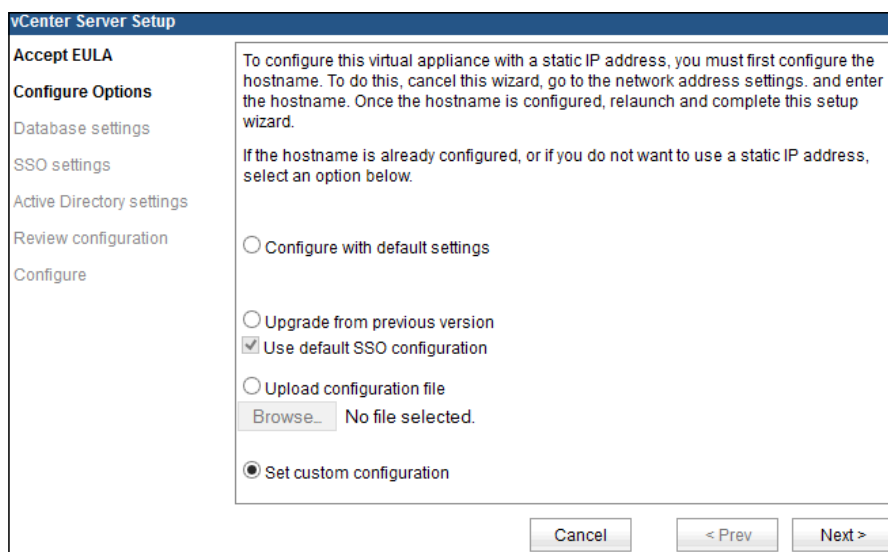 vCenter Server Setup
Accept EULA
Configure Options
Database settings
SSO settings
Active Directory settings
Review configuration
Configure
To configure this virtual appliance with a static IP address, you must first configure the
hostname. To do this, cancel this wizard, go to the network address settings. and enter
the hostname. Once the hostname is configured, relaunch and complete this setup
wizard.
If the hostname is already configured, or if you do not want to use a static IP address,
select an option below.
Configure with default settings
Upgrade from previous version
Use default SSO configuration
Upload configuration file
Browse... No file selected.
Set custom configuration
Cancel < Prev Next >